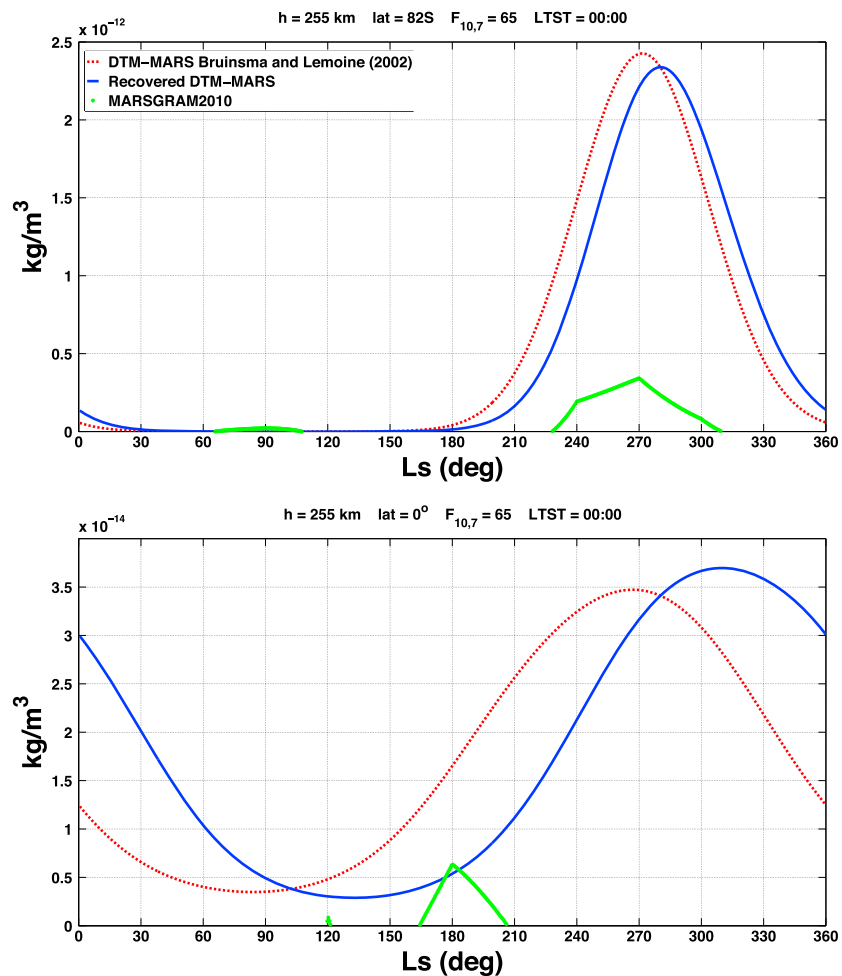 h = 255 km lat = 82S F10,7 = 65 LTST = 00:00
x 10−12
2.5
2
1.5
1
0.5
0
kg/m3
DTM−MARS Bruinsma and Lemoine (2002)
Recovered DTM−MARS
MARSGRAM2010
0 30 60 90 120 150 180 210 240 270 300 330 360
Ls (deg)
h = 255 km lat = 0o F10,7 = 65 LTST = 00:00
x 10−14
3.5
3
2.5
2
1.5
1
0.5
0
kg/m3
0 30 60 90 120 150 180 210 240 270 300 330 360
Ls (deg)